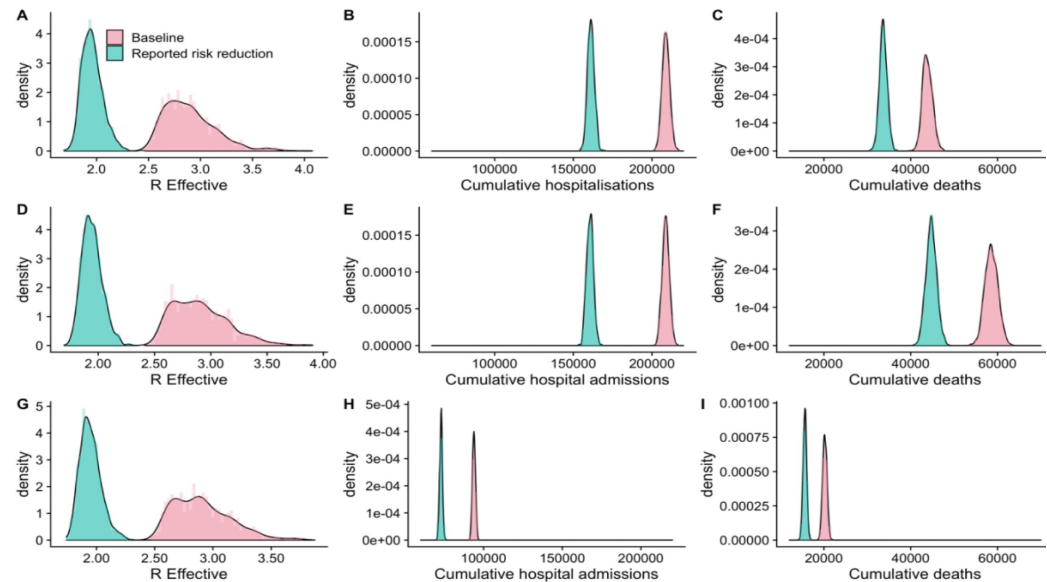 A
density
4
3
2
1
0
2.0
2.5
3.0
3.5
4.0
R Effective
Baseline
Reported risk reduction
B
density
0.00015
0.00010
0.00005
0.00000
100000
150000
200000
Cumulative hospitalisations
C
density
4e-04
3e-04
2e-04
1e-04
0e+00
20000
40000
60000
Cumulative deaths
D
density
4
3
2
1
0
2.00
2.50
3.00
3.50
4.00
R Effective
E
density
0.00015
0.00010
0.00005
0.00000
100000
150000
200000
Cumulative hospital admissions
F
density
3e-04
2e-04
1e-04
0e+00
20000
40000
60000
Cumulative deaths
G
density
5
4
3
2
1
0
2.00
2.50
3.00
3.50
R Effective
H
density
5e-04
4e-04
3e-04
2e-04
1e-04
0e+00
100000
150000
200000
Cumulative hospital admissions
I
density
0.00100
0.00075
0.00050
0.00025
0.00000
20000
40000
60000
Cumulative deaths